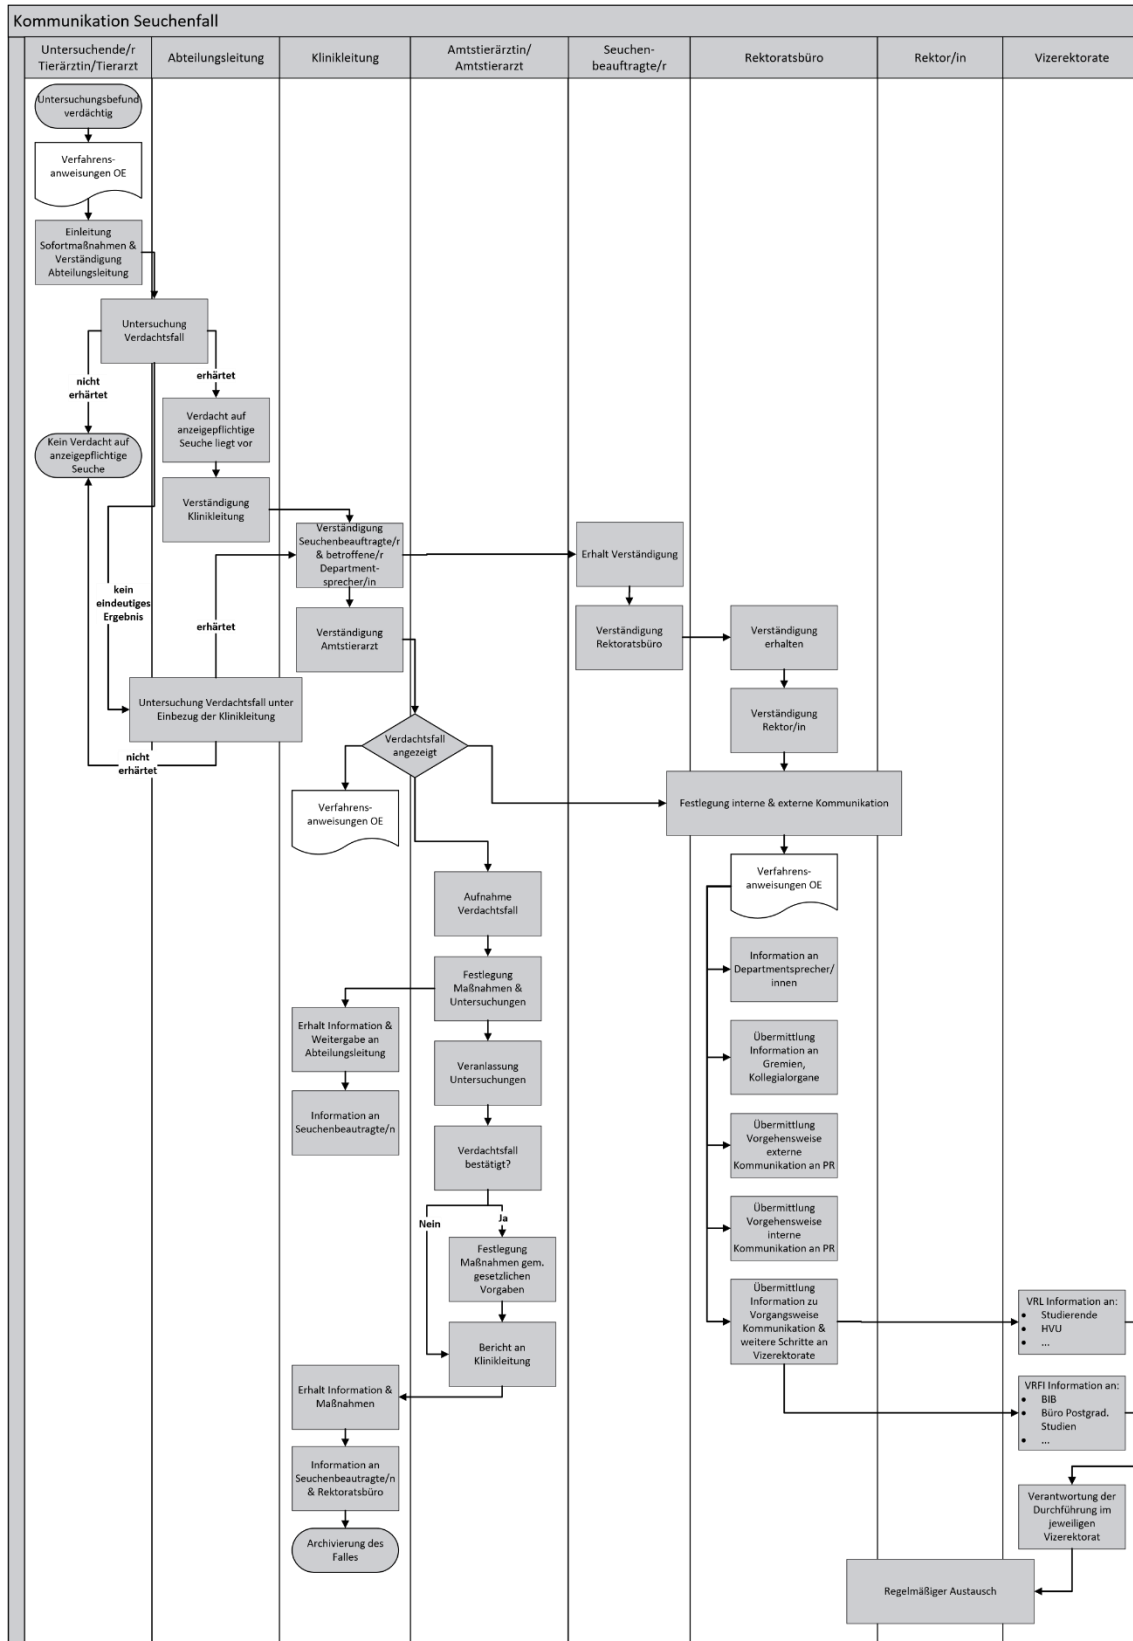 Kommunikation Seuchenfall
Untersuchende/r
Tierärztin/Tierarzt
Abteilungsleitung
Klinikleitung
Amtstierärztin/
Amtstierarzt
Seuchen-
beauftragte/r
Rektoratsbüro
Rektor/in
Vizerektorate
Untersuchungsbefund
verdächtig
Verfahrens-
anweisungen OE
Einleitung
Sofortmaßnahmen &
Verständigung
Abteilungsleitung
Untersuchung
Verdachtsfall
nicht
erhärtet
erhärtet
Kein Verdacht auf
anzeigepflichtige
Seuche
Verdacht auf
anzeigepflichtige
Seuche liegt vor
Verständigung
Klinikleitung
Verständigung
Seuchenbeauftragte/r
& betroffene/r
Department-
sprecher/in
Erhalt Verständigung
kein
eindeutiges
Ergebnis
erhärtet
Verständigung
Amtstierarzt
Verständigung
Rektoratsbüro
Verständigung
erhalten
Untersuchung Verdachtsfall unter
Einbezug der Klinikleitung
Verständigung
Rektor/in
nicht
erhärtet
Verdachtsfall
angezeigt
Verfahrens-
anweisungen OE
Festlegung interne & externe Kommunikation
Verfahrens-
anweisungen OE
Aufnahme
Verdachtsfall
Information an
Departmentsprecher/
innen
Festlegung
Maßnahmen &
Untersuchungen
Erhalt Information &
Weitergabe an
Abteilungsleitung
Veranlassung
Untersuchungen
Übermittlung
Information an
Gremien,
Kollegialorgane
Information an
Seuchenbeautragte/n
Verdachtsfall
bestätigt?
Übermittlung
Vorgehensweise
externe
Kommunikation an PR
Nein
Ja
Übermittlung
Vorgehensweise
interne
Kommunikation an PR
Festlegung
Maßnahmen gem.
gesetzlichen
Vorgaben
Bericht an
Klinikleitung
Übermittlung
Information zu
Vorgangsweise
Kommunikation &
weitere Schritte an
Vizerektorate
VRL Information an:
• Studierende
• HVU
• ...
Erhalt Information &
Maßnahmen
VRFI Information an:
• BIB
• Büro Postgrad.
Studien
• ...
Information an
Seuchenbeautragte/n
& Rektoratsbüro
Verantwortung der
Durchführung im
jeweiligen
Vizerektorat
Archivierung des
Falles
Regelmäßiger Austausch